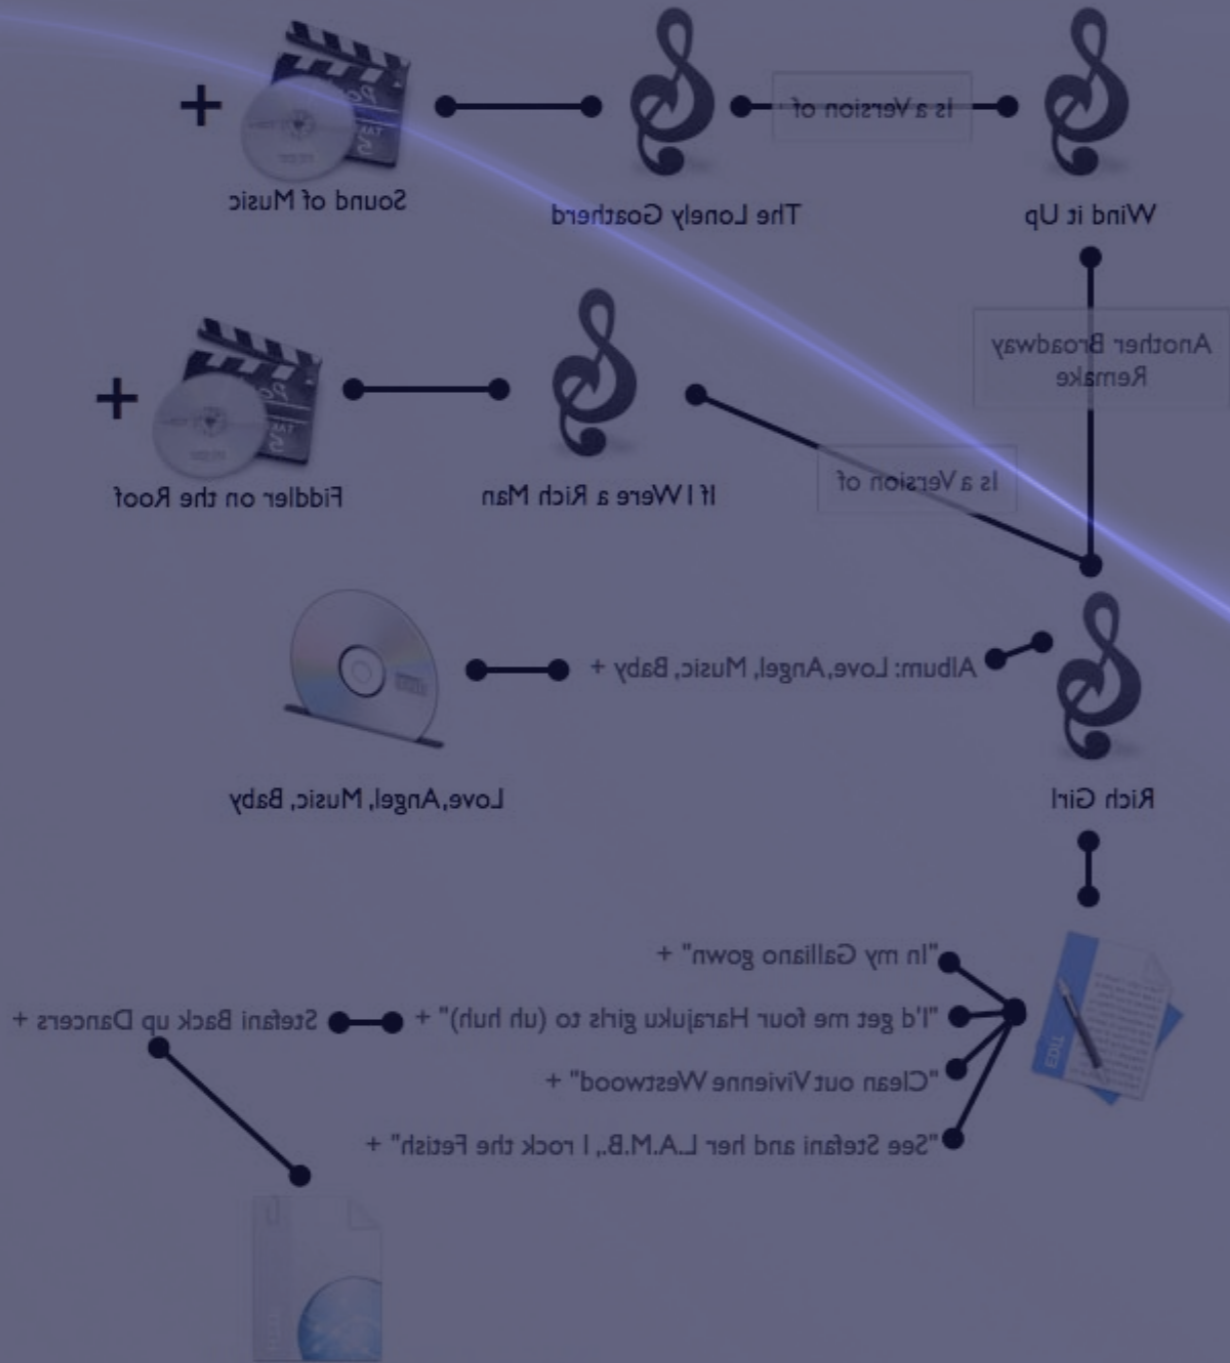 Is a Version of
Sound of Music
The Lonely Goatherd
Wind it Up
Another Broadway
Remake
Is a Version of
Fiddler on the Roof
If I Were a Rich Man
Album: Love, Angel, Music, Baby +
Love, Angel, Music, Baby
Rich Girl
"In my Galliano gown" +
"I'd get me four Harajuku girls to (uh huh)" +
Stefani Back up Dancers +
"Clean out Vivienne Westwood" +
"See Stefani and her L.A.M.B., I rock the Fetish" +
EDIT